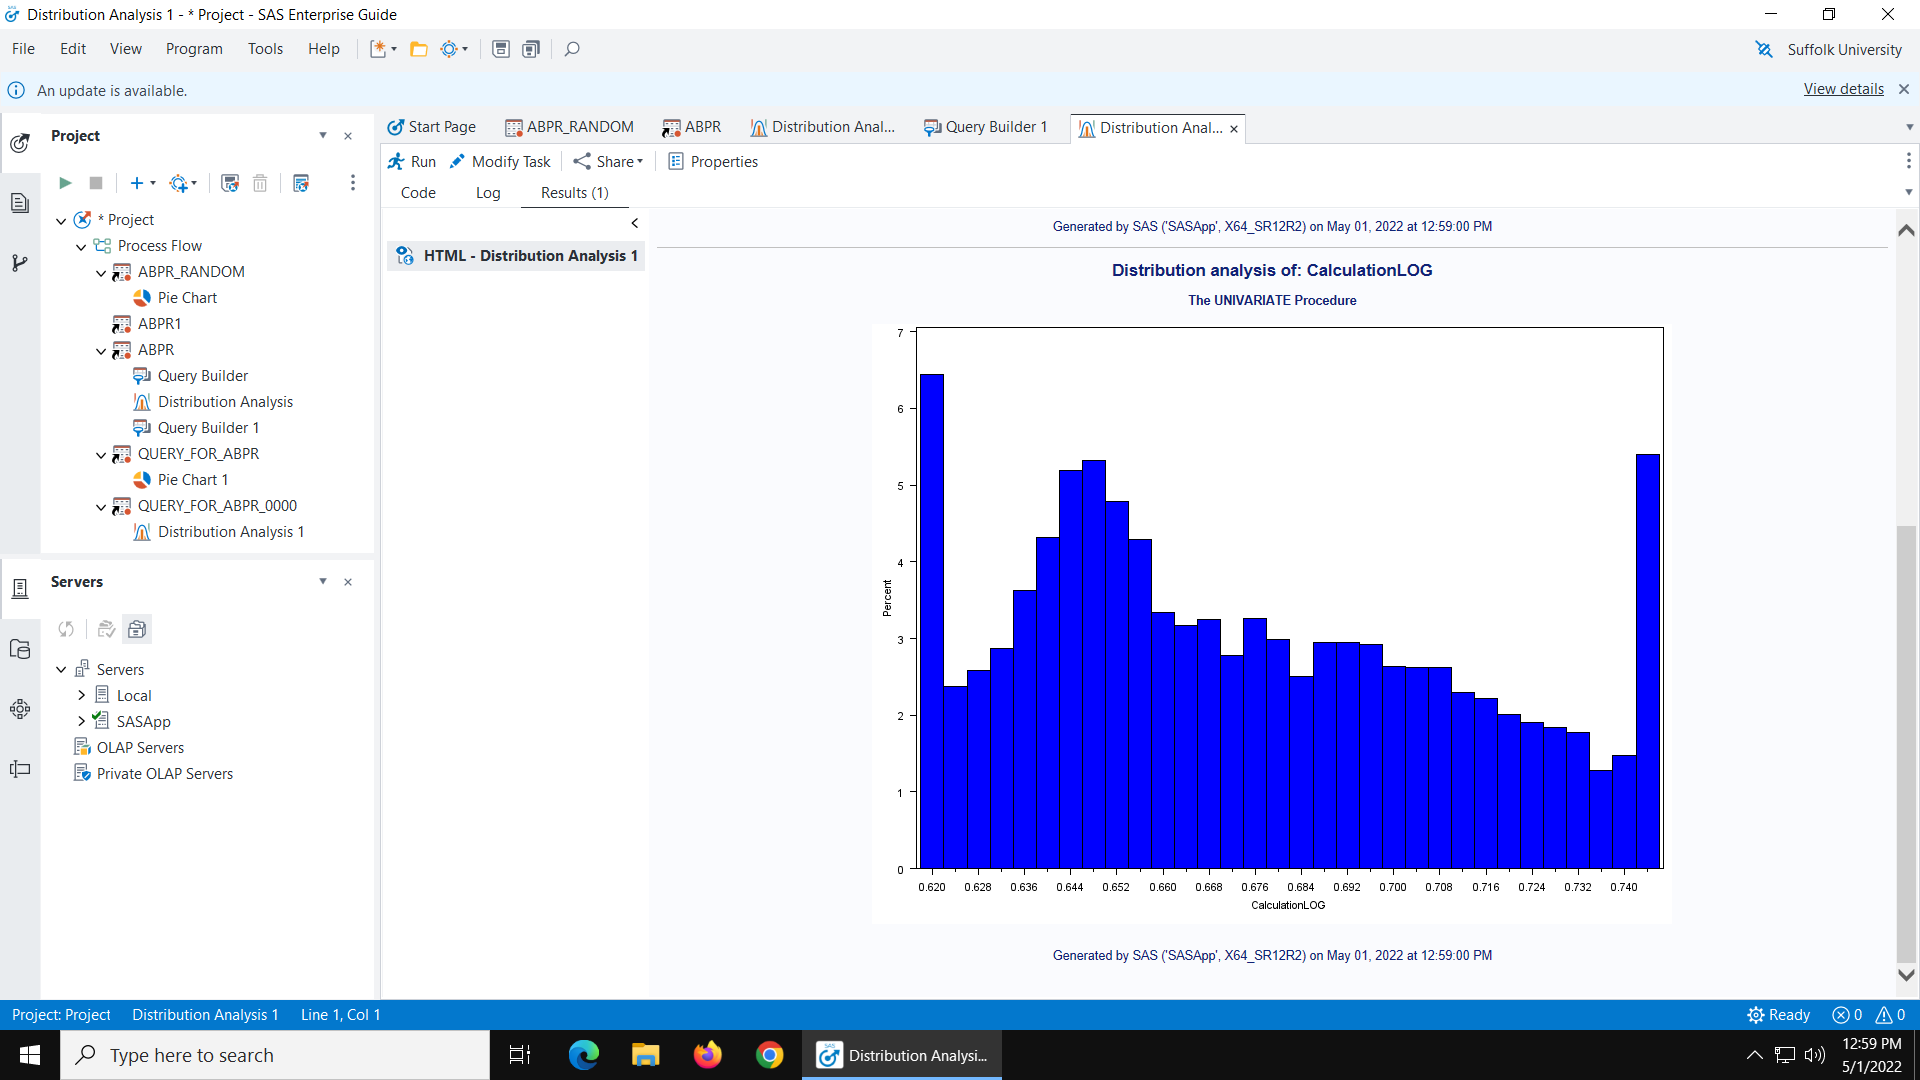 Distribution Analysis 1 - * Project - SAS Enterprise Guide
File Edit View Program Tools Help
Suffolk University
An update is available.
View details
Project
* Project
Process Flow
ABPR_RANDOM
Pie Chart
ABPR1
ABPR
Query Builder
Distribution Analysis
Query Builder 1
QUERY_FOR_ABPR
Pie Chart 1
QUERY_FOR_ABPR_0000
Distribution Analysis 1
Servers
Servers
Local
SASApp
OLAP Servers
Private OLAP Servers
Start Page ABPR_RANDOM ABPR Distribution Anal... Query Builder 1 Distribution Anal...
Run Modify Task Share Properties
Code Log Results (1)
HTML - Distribution Analysis 1
Generated by SAS ('SASApp', X64_SR12R2) on May 01, 2022 at 12:59:00 PM
Distribution analysis of: CalculationLOG
The UNIVARIATE Procedure
7
6
5
4
3
2
1
0
Percent
0.620 0.628 0.636 0.644 0.652 0.660 0.668 0.676 0.684 0.692 0.700 0.708 0.716 0.724 0.732 0.740
CalculationLOG
Generated by SAS ('SASApp', X64_SR12R2) on May 01, 2022 at 12:59:00 PM
Project: Project Distribution Analysis 1 Line 1, Col 1
Ready 0 0
Type here to search
SAS
Distribution Analysi...
12:59 PM
5/1/2022